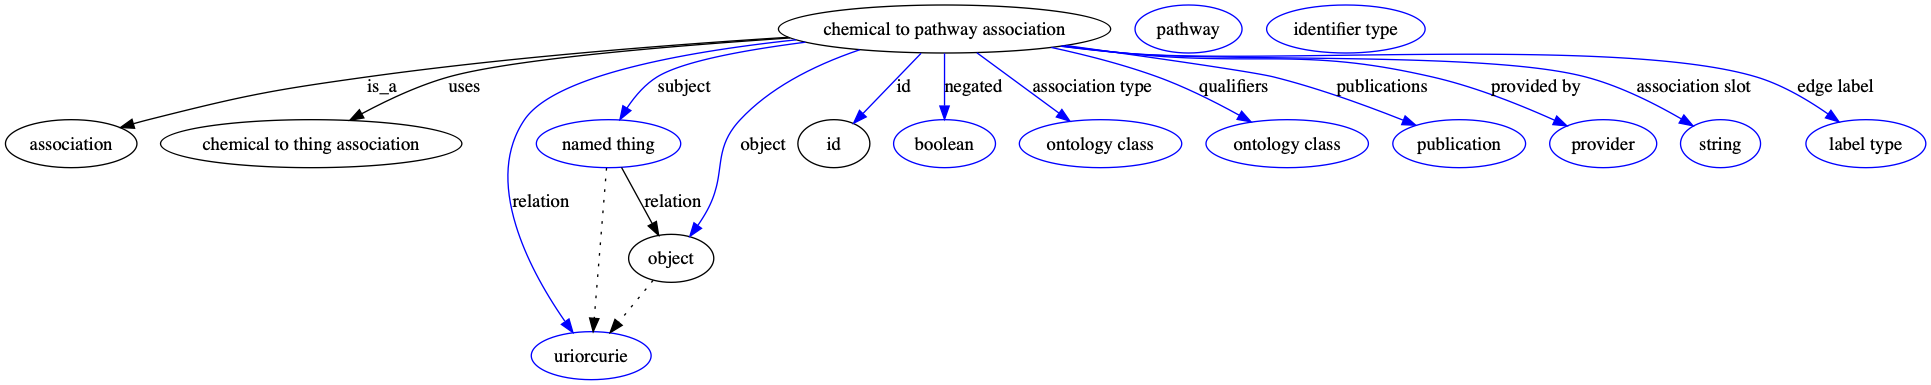 chemical to pathway association
pathway
identifier type
is_a
uses
subject
id
negated
association type
qualifiers
publications
provided by
association slot
edge label
association
chemical to thing association
named thing
object
id
boolean
ontology class
ontology class
publication
provider
string
label type
relation
relation
object
uriorcurie